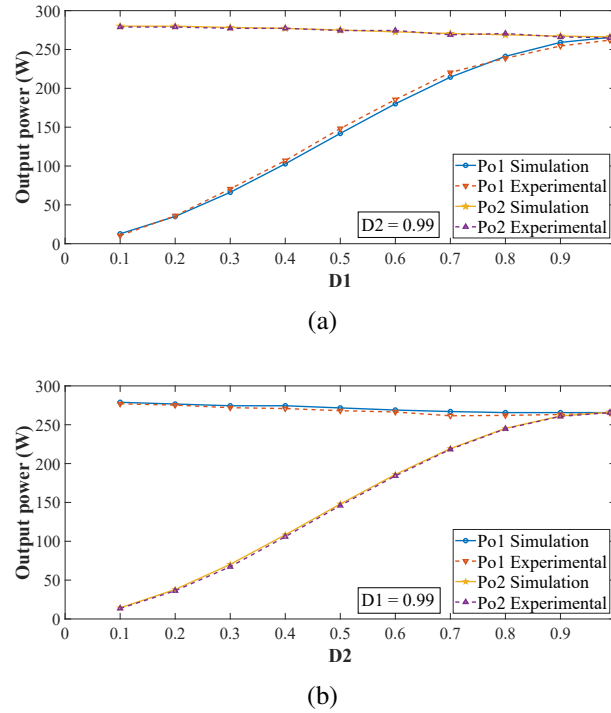 300
250
200
150
100
50
0
Output power (W)
Po1 Simulation
Po1 Experimental
Po2 Simulation
Po2 Experimental
D2 = 0.99
0 0.1 0.2 0.3 0.4 0.5 0.6 0.7 0.8 0.9
D1
(a)
300
250
200
150
100
50
0
Output power (W)
Po1 Simulation
Po1 Experimental
Po2 Simulation
Po2 Experimental
D1 = 0.99
0 0.1 0.2 0.3 0.4 0.5 0.6 0.7 0.8 0.9
D2
(b)